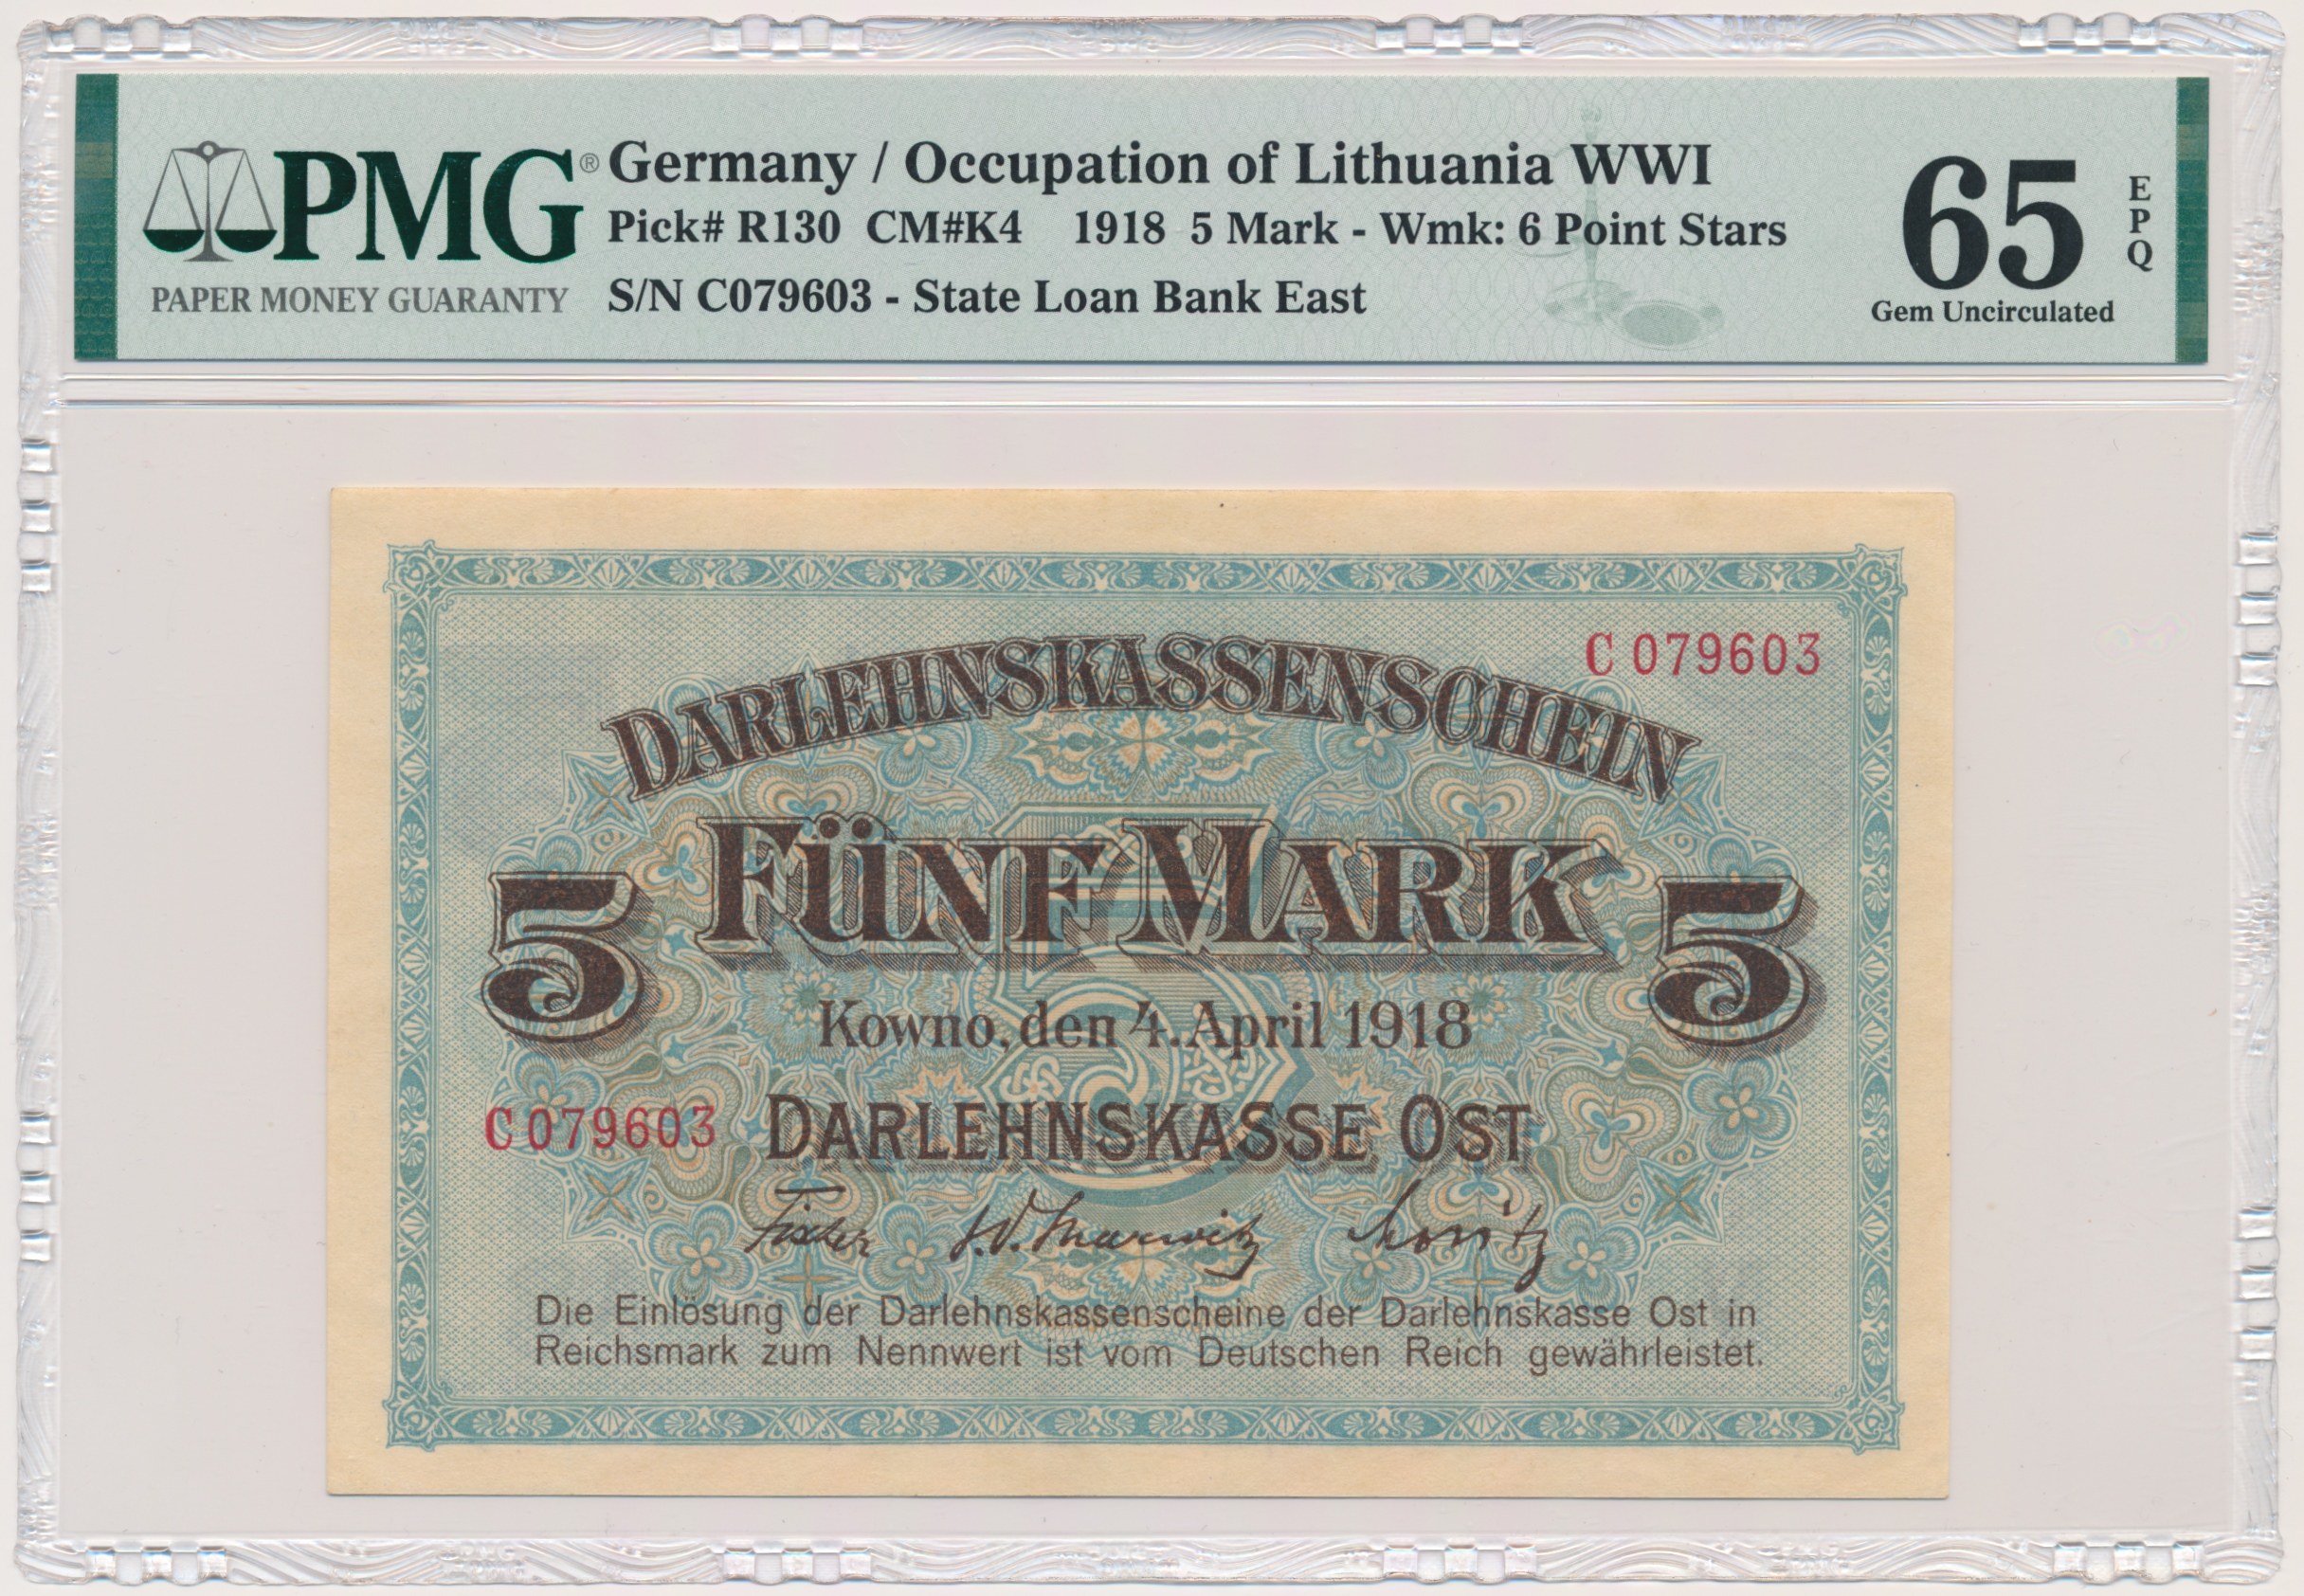 PMG®
PAPER MONEY GUARANTY
Germany / Occupation of Lithuania WWI
Pick# R130 CM#K4 1918 5 Mark - Wmk: 6 Point Stars
S/N C079603 - State Loan Bank East
65
EPQ
Gem Uncirculated
C 079603
DARLEHNSKASSENSCHEIN
FÜNF MARK
5 5
5
Kowno, den 4. April 1918
C 079603
DARLEHNSKASSE OST
Fischer
Die Einlösung der Darlehnskassenscheine der Darlehnskasse Ost in
Reichsmark zum Nennwert ist vom Deutschen Reich gewährleistet.